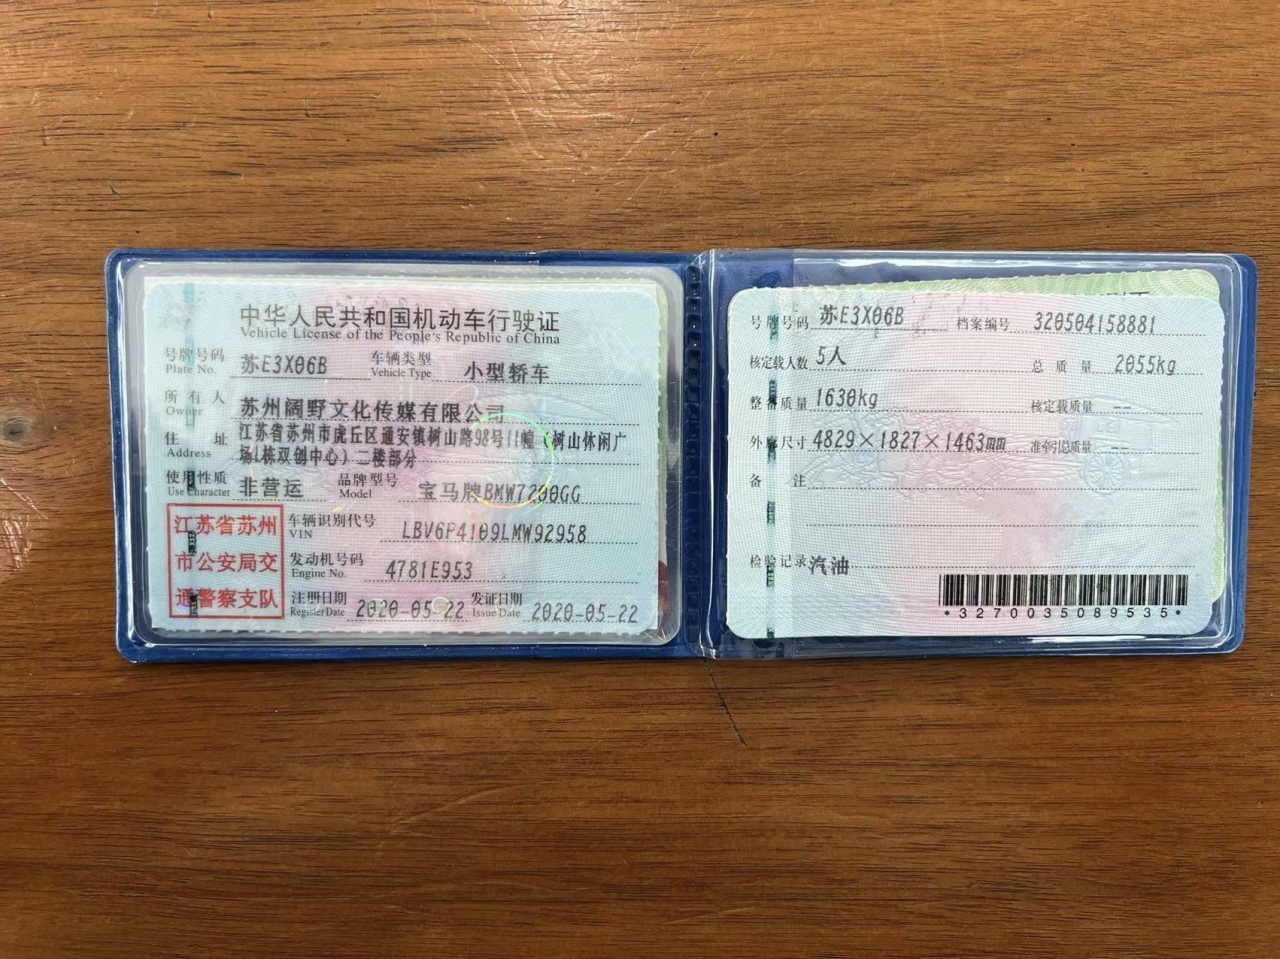 中华人民共和国机动车行驶证
Vehicle License of the People's Republic of China
号牌号码 苏E3X06B 车辆类型 小型轿车
Plate No. Vehicle Type
所有人 苏州阔野文化传媒有限公司
Owner
住址 江苏省苏州市虎丘区通安镇树山路98号11幢(树山休闲广
Address 场1栋双创中心)二楼部分
使用性质 非营运 品牌型号 宝马牌BMW7200GG
Use Character Model
江苏省苏州
市公安局交
通警察支队
车辆识别代号 LBV6P4109LMW92958
VIN
发动机号码 4781E953
Engine No.
注册日期 2020-05-22 发证日期 2020-05-22
Register Date Issue Date
号牌号码 苏E3X06B 档案编号 320504158881
核定载人数 5人 总质量 2055kg
整备质量 1630kg 核定载质量 --
外廓尺寸 4829×1827×1463mm 准牵引总质量 --
备注
检验记录 汽油
*3270035089535*